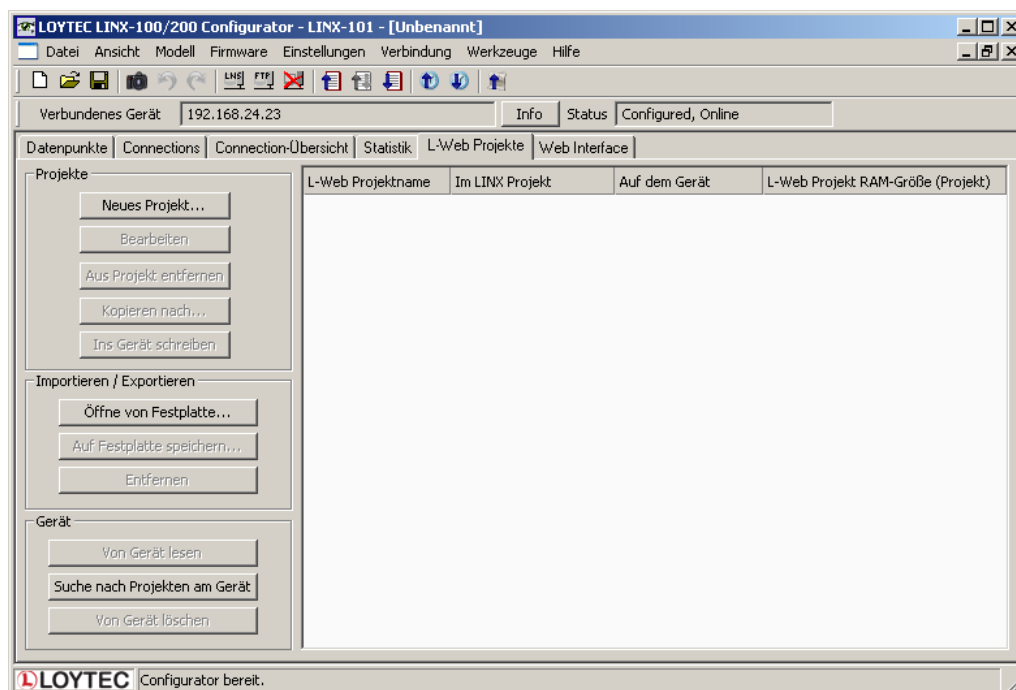 LOYTEC LINX-100/200 Configurator - LINX-101 - [Unbenannt]
Datei Ansicht Modell Firmware Einstellungen Verbindung Werkzeuge Hilfe
LNS FTP
Verbundenes Gerät 192.168.24.23 Info Status Configured, Online
Datenpunkte Connections Connection-Übersicht Statistik L-Web Projekte Web Interface
Projekte
Neues Projekt...
Bearbeiten
Aus Projekt entfernen
Kopieren nach...
Ins Gerät schreiben
Importieren / Exportieren
Öffne von Festplatte...
Auf Festplatte speichern...
Entfernen
Gerät
Von Gerät lesen
Suche nach Projekten am Gerät
Von Gerät löschen
L-Web Projektname Im LINX Projekt Auf dem Gerät L-Web Projekt RAM-Größe (Projekt)
LOYTEC Configurator bereit.